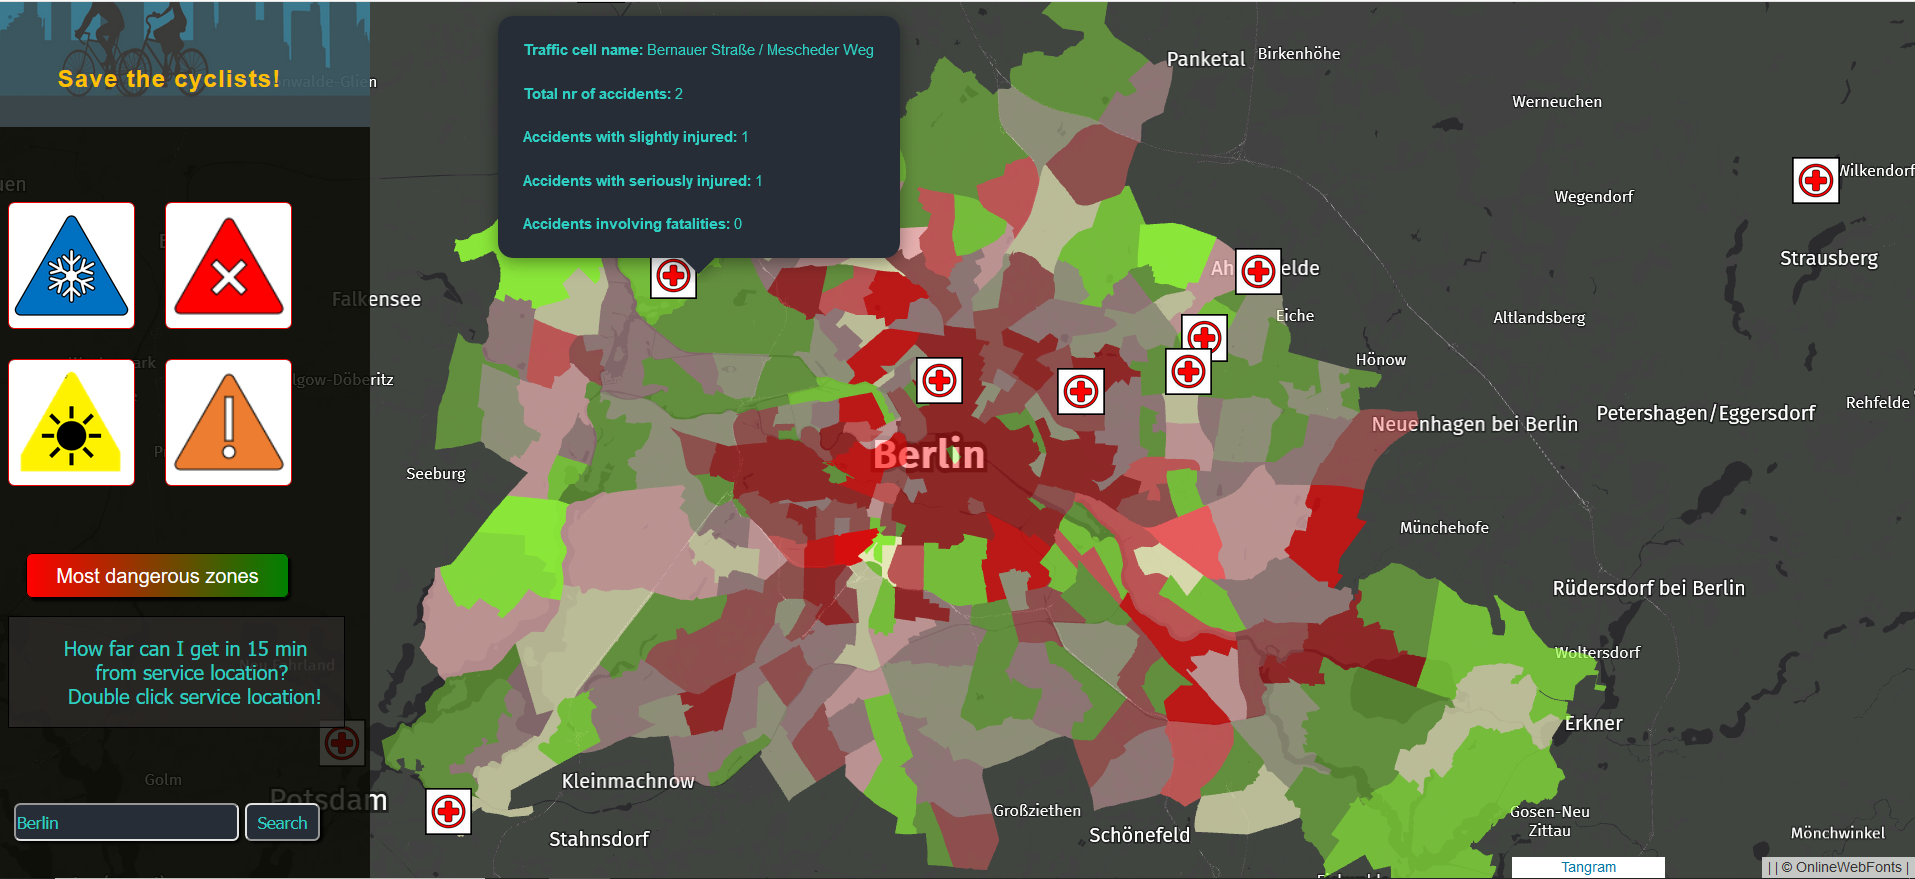 Save the cyclists!
Traffic cell name: Bernauer Straße / Mescheder Weg
Total nr of accidents: 2
Accidents with slightly injured: 1
Accidents with seriously injured: 1
Accidents involving fatalities: 0
Panketal
Birkenhöhe
Werneuchen
Wilkendorf
Wegendorf
Strausberg
Falkensee
Eiche
Altlandsberg
Hönow
Rehfelde
Petershagen/Eggersdorf
Neuenhagen bei Berlin
Berlin
Seeburg
Münchehofe
Most dangerous zones
Rüdersdorf bei Berlin
How far can I get in 15 min
from service location?
Double click service location!
Woltersdorf
Erkner
Golm
Kleinmachnow
Potsdam
Großziethen
Gosen-Neu
Zittau
Berlin
Search
Stahnsdorf
Schönefeld
Mönchwinkel
Tangram
| | © OnlineWebFonts |